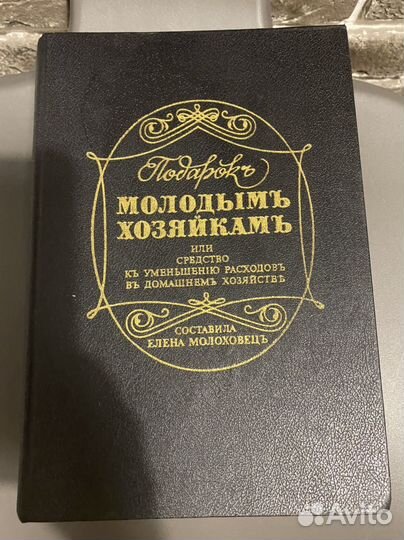 Подарокъ
МОЛОДЫМЪ
ХОЗЯЙКАМЪ
ИЛИ
СРЕДСТВО
КЪ УМЕНЬШЕНІЮ РАСХОДОВЪ
ВЪ ДОМАШНЕМЪ ХОЗЯЙСТВѢ
СОСТАВИЛА
ЕЛЕНА МОЛОХОВЕЦЪ
Avito